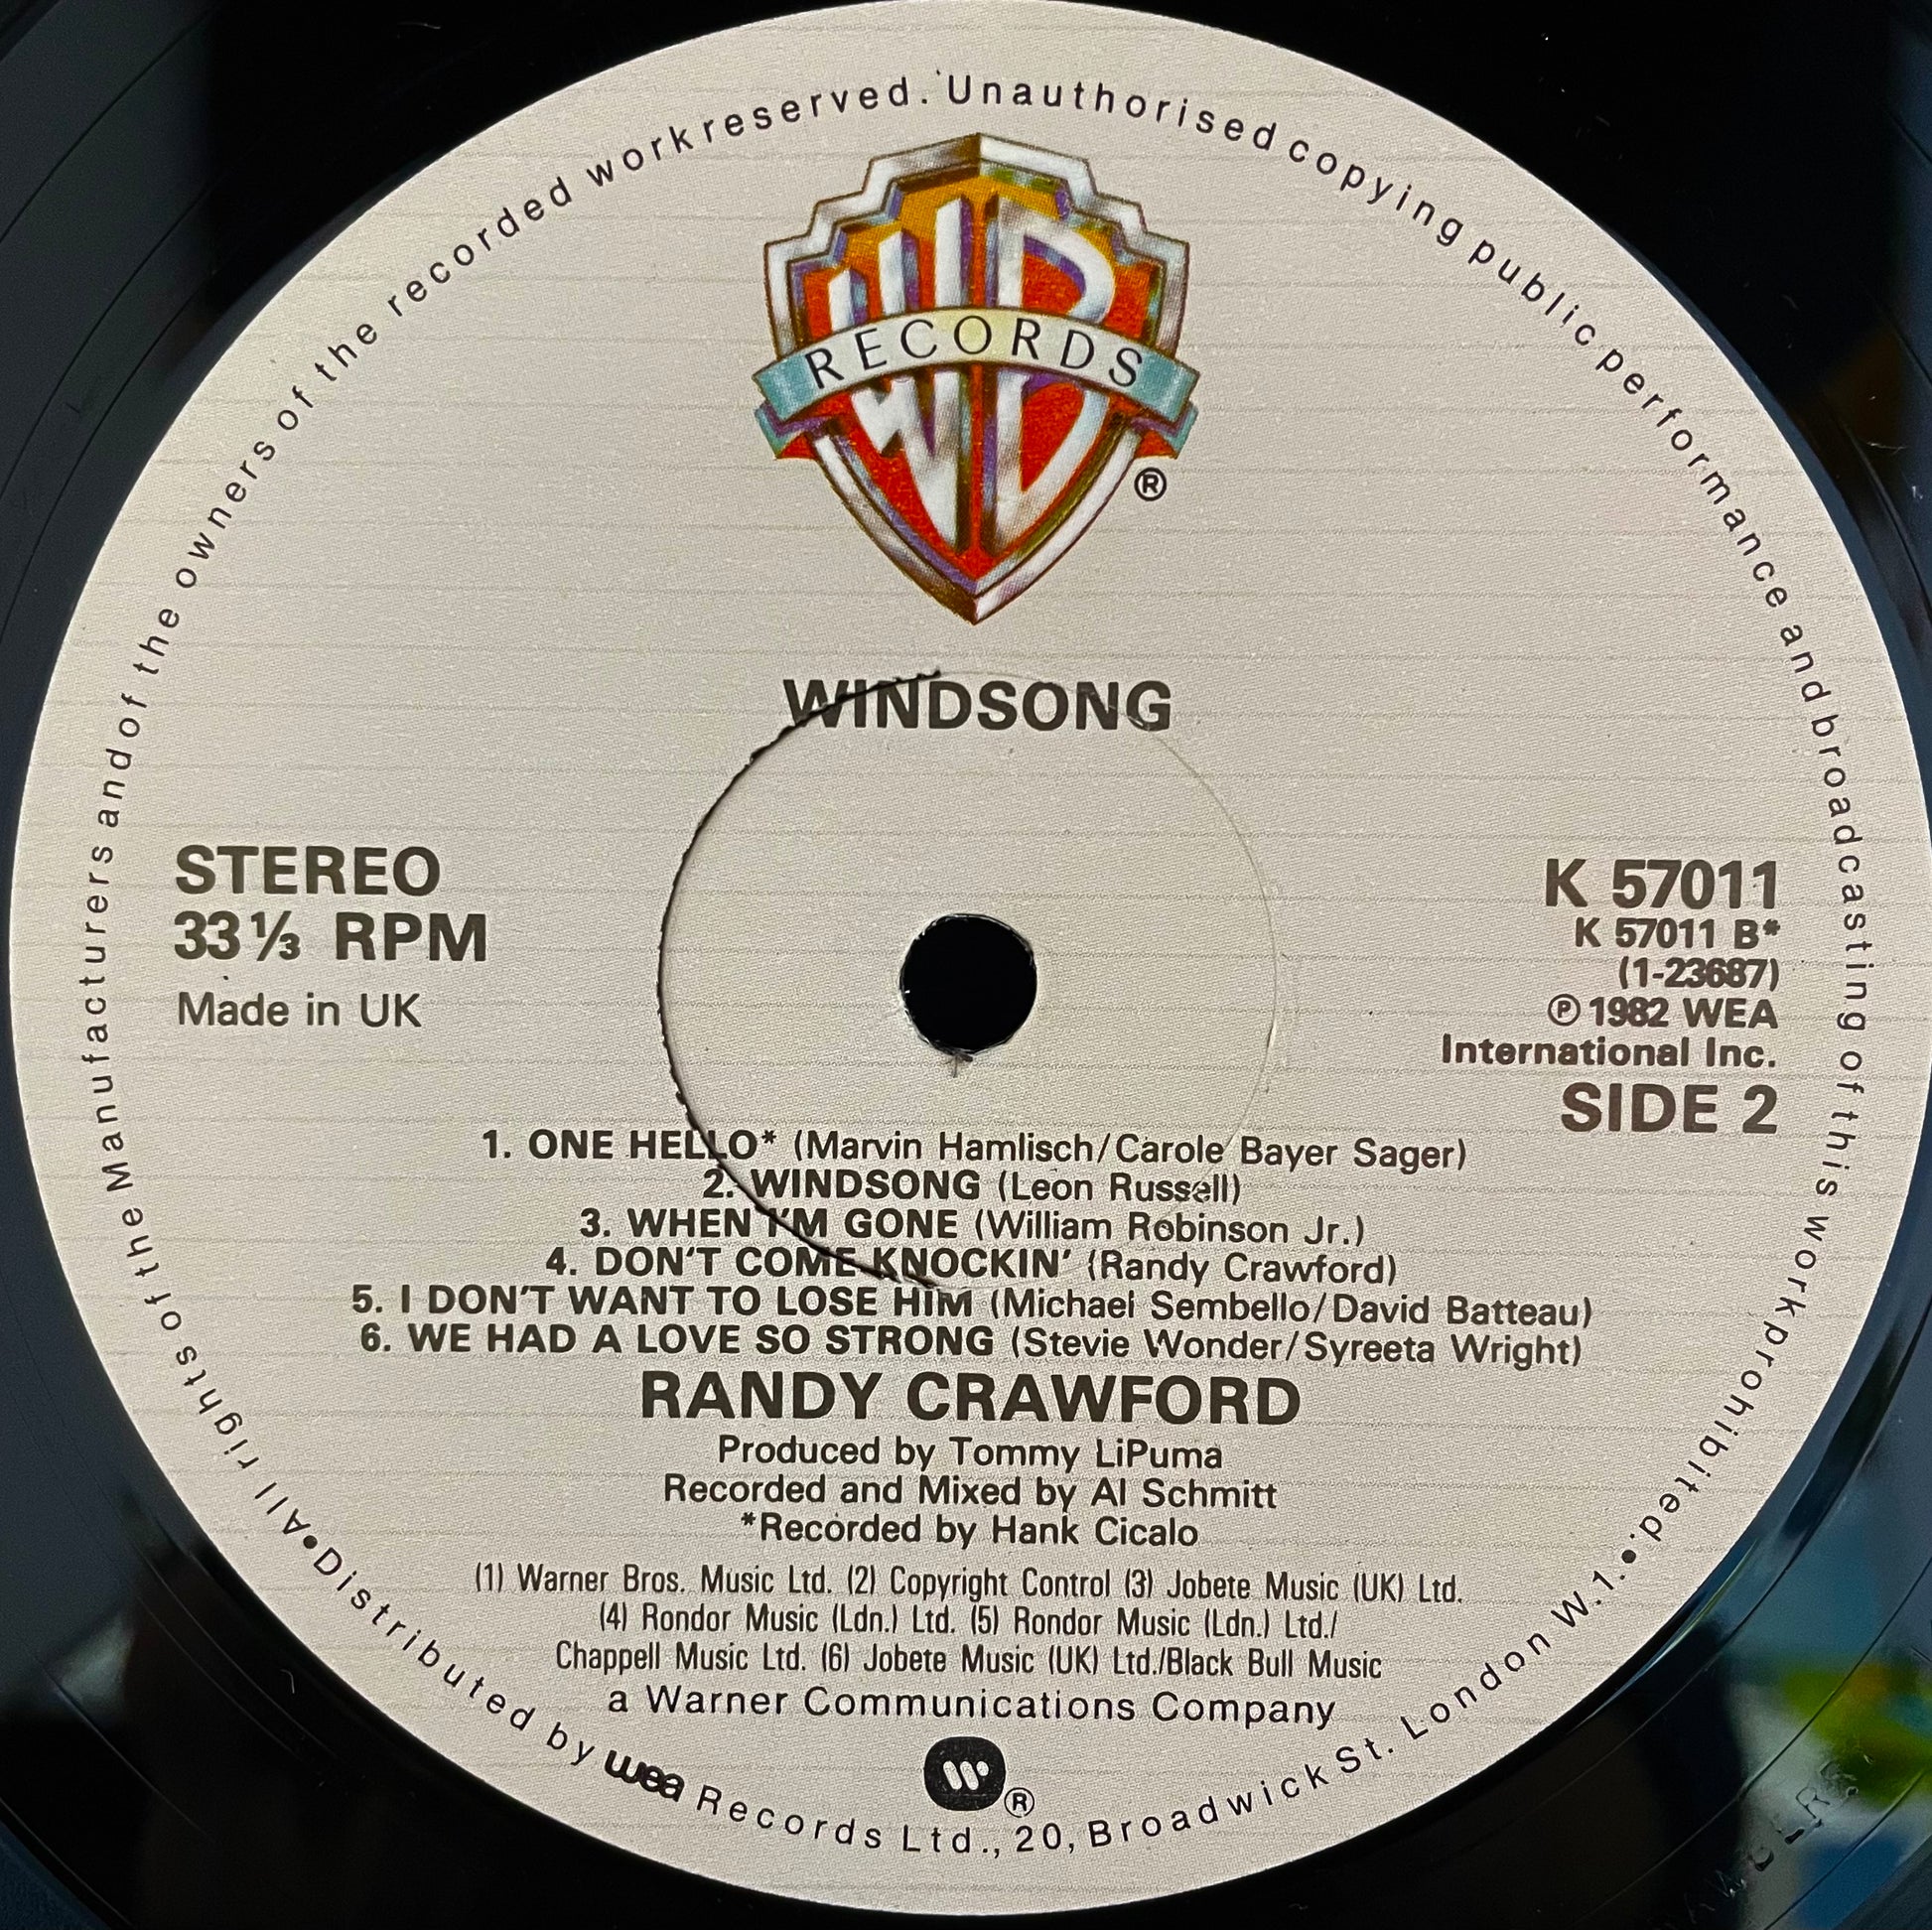 All rights of the Manufacturers and of the owners of the recorded work reserved. Unauthorised copying public performance and broadcasting of this work prohibited.
WB
RECORDS
®
WINDSONG
STEREO
33⅓ RPM
Made in UK
K 57011
K 57011 B*
(1-23687)
℗ 1982 WEA
International Inc.
SIDE 2
1. ONE HELLO* (Marvin Hamlisch/Carole Bayer Sager)
2. WINDSONG (Leon Russell)
3. WHEN I'M GONE (William Robinson Jr.)
4. DON'T COME KNOCKIN' (Randy Crawford)
5. I DON'T WANT TO LOSE HIM (Michael Sembello/David Batteau)
6. WE HAD A LOVE SO STRONG (Stevie Wonder/Syreeta Wright)
RANDY CRAWFORD
Produced by Tommy LiPuma
Recorded and Mixed by Al Schmitt
*Recorded by Hank Cicalo
(1) Warner Bros. Music Ltd. (2) Copyright Control (3) Jobete Music (UK) Ltd.
(4) Rondor Music (Ldn.) Ltd. (5) Rondor Music (Ldn.) Ltd./
Chappell Music Ltd. (6) Jobete Music (UK) Ltd./Black Bull Music
a Warner Communications Company
W ®
• Distributed by wea Records Ltd., 20, Broadwick St. London W.1. •